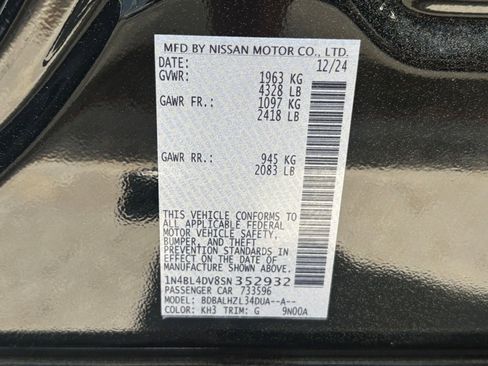 MFD BY NISSAN MOTOR CO., LTD.
DATE: 12/24
GVWR: 1963 KG
4328 LB
GAWR FR.: 1097 KG
2418 LB
GAWR RR.: 945 KG
2083 LB
THIS VEHICLE CONFORMS TO
ALL APPLICABLE FEDERAL
MOTOR VEHICLE SAFETY,
BUMPER, AND THEFT
PREVENTION STANDARDS IN
EFFECT ON THE DATE OF
MANUFACTURE SHOWN ABOVE.
1N4BL4DV8SN352932
PASSENGER CAR 733596
MODEL: BDBALHZL34DUA--A--
COLOR: KH3 TRIM: G 9N00A